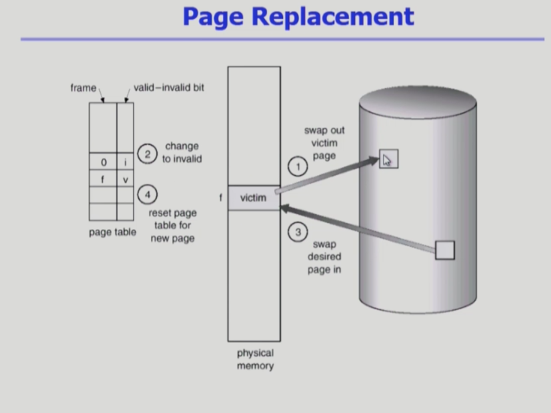 Page Replacement
frame
valid–invalid bit
0 i
f v
2
change
to invalid
4
reset page
table for
new page
page table
f
victim
physical
memory
swap out
victim
page
1
3
swap
desired
page in